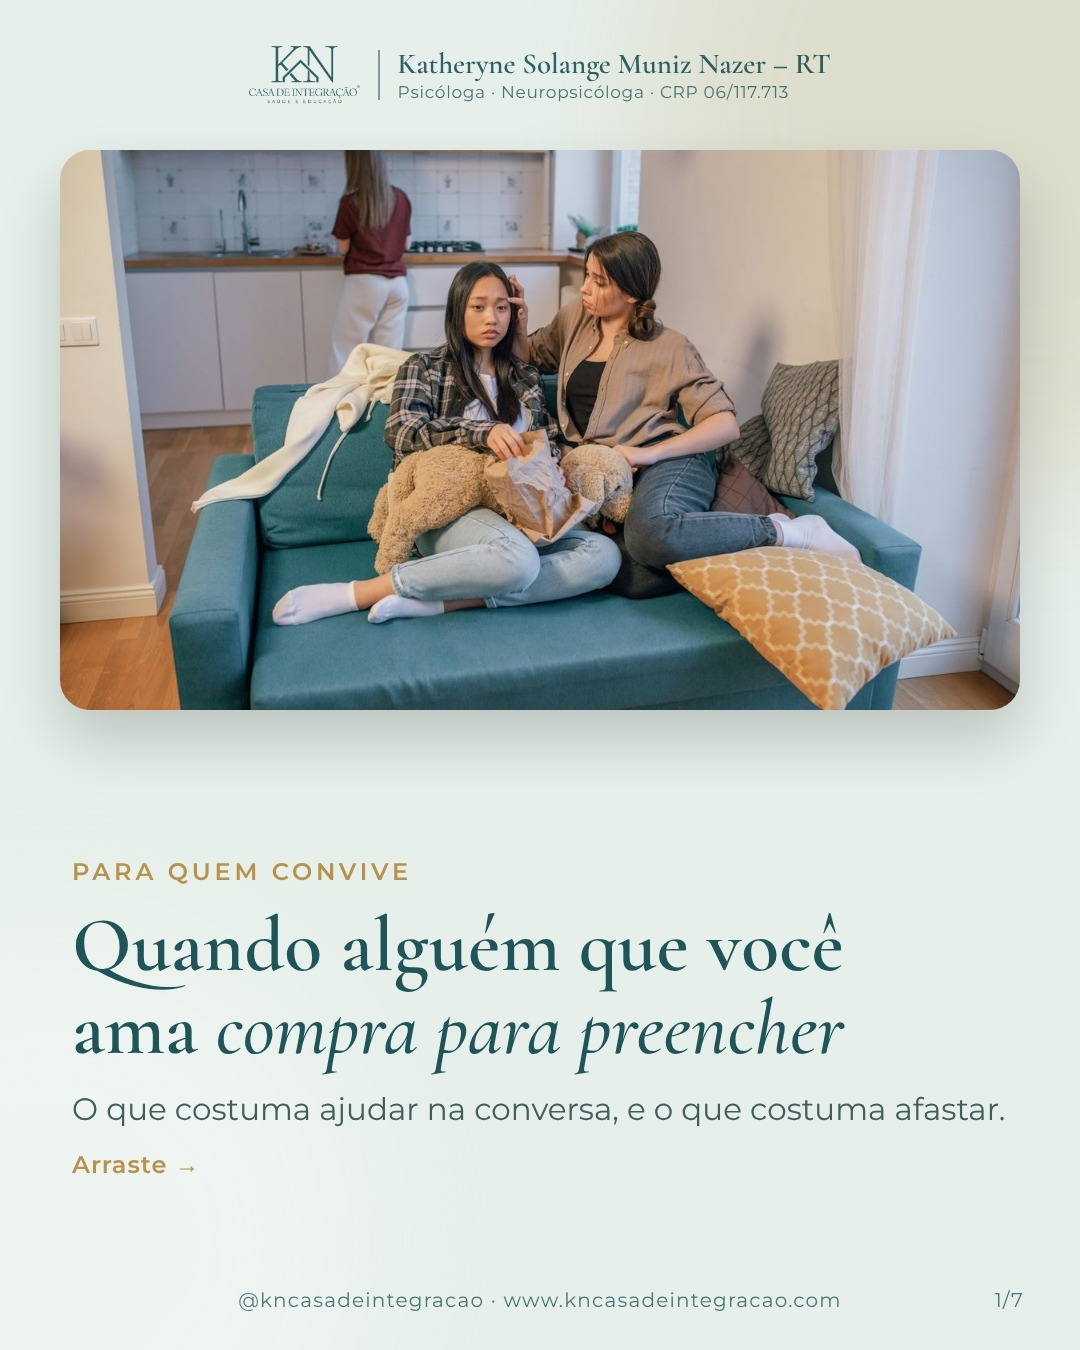 KN
CASA DE INTEGRAÇÃO
SAÚDE E EDUCAÇÃO
Katheryne Solange Muniz Nazer – RT
Psicóloga · Neuropsicóloga · CRP 06/117.713
PARA QUEM CONVIVE
Quando alguém que você
ama compra para preencher
O que costuma ajudar na conversa, e o que costuma afastar.
Arraste →
@kncasadeintegracao · www.kncasadeintegracao.com
1/7